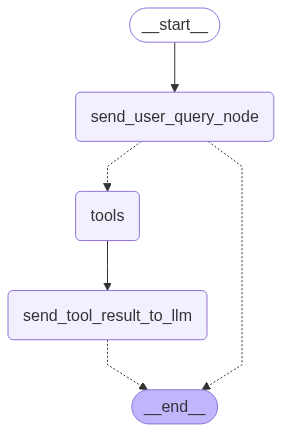 __start__
send_user_query_node
tools
send_tool_result_to_llm
__end__